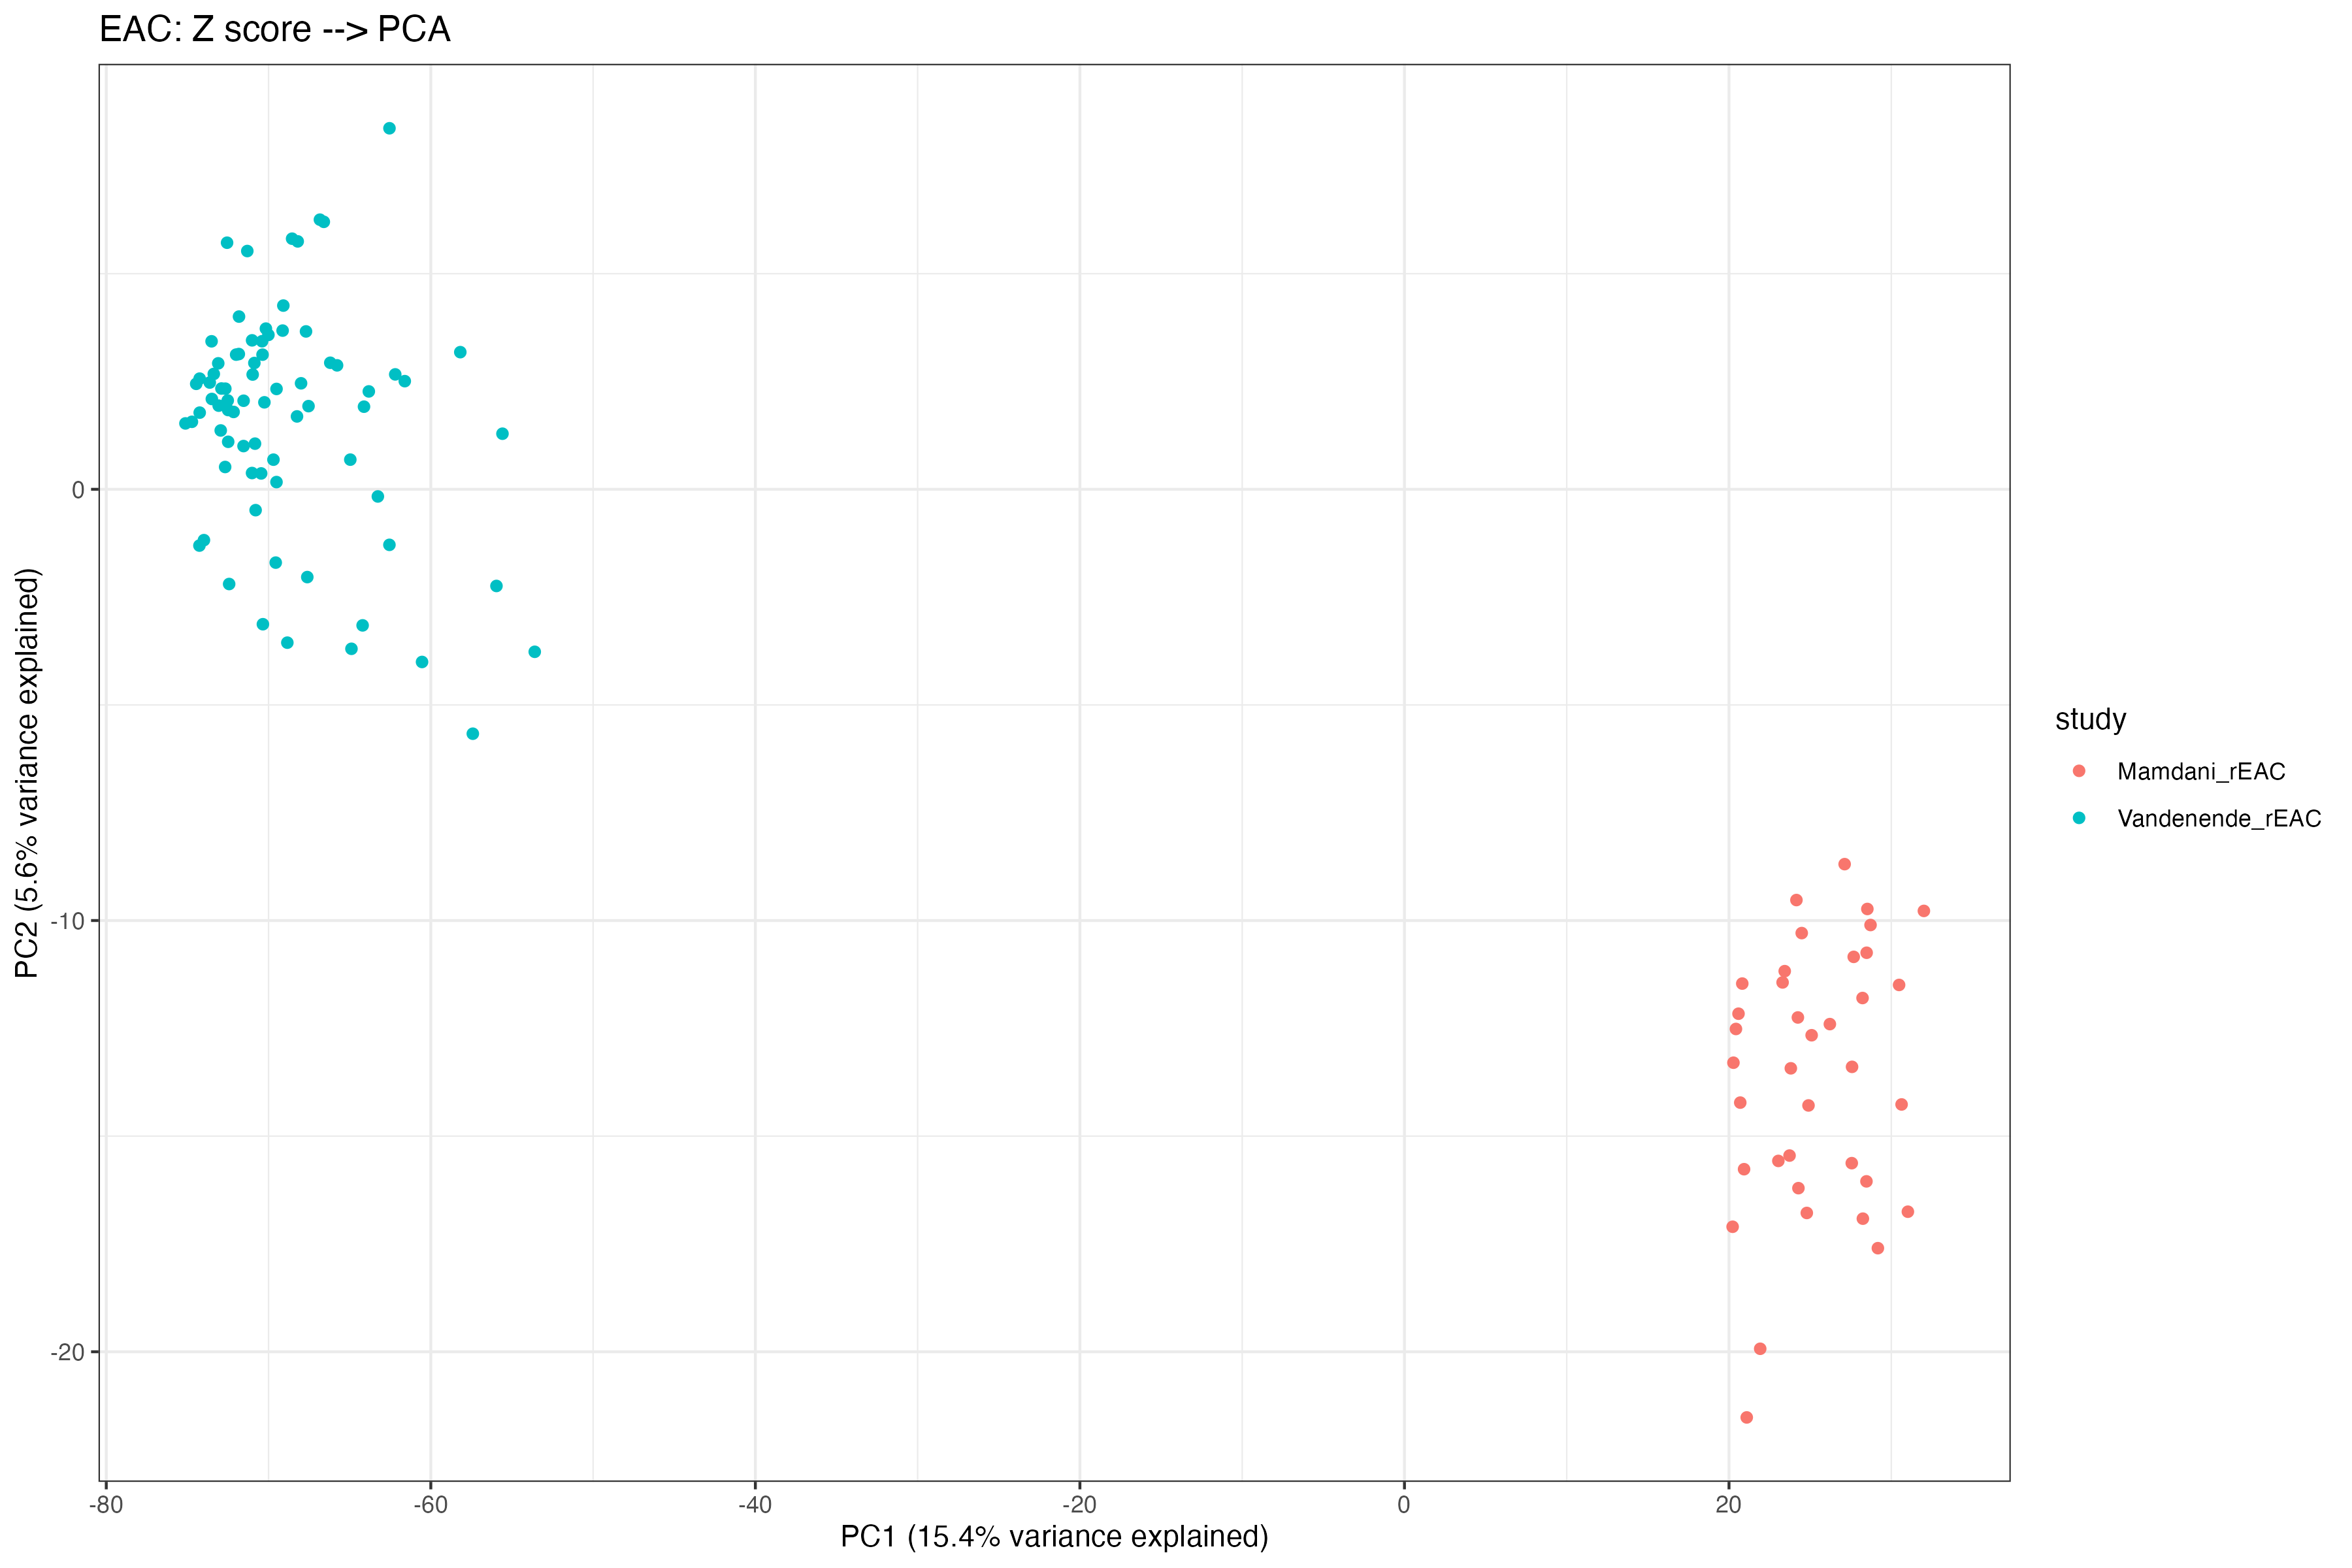 EAC: Z score --> PCA
PC2 (5.6% variance explained)
0
-10
-20
-80
-60
-40
-20
0
20
PC1 (15.4% variance explained)
study
Mamdani_rEAC
Vandenende_rEAC